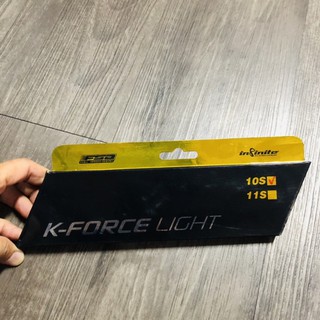 infinite
10S
11S
K-FORCE LIGHT